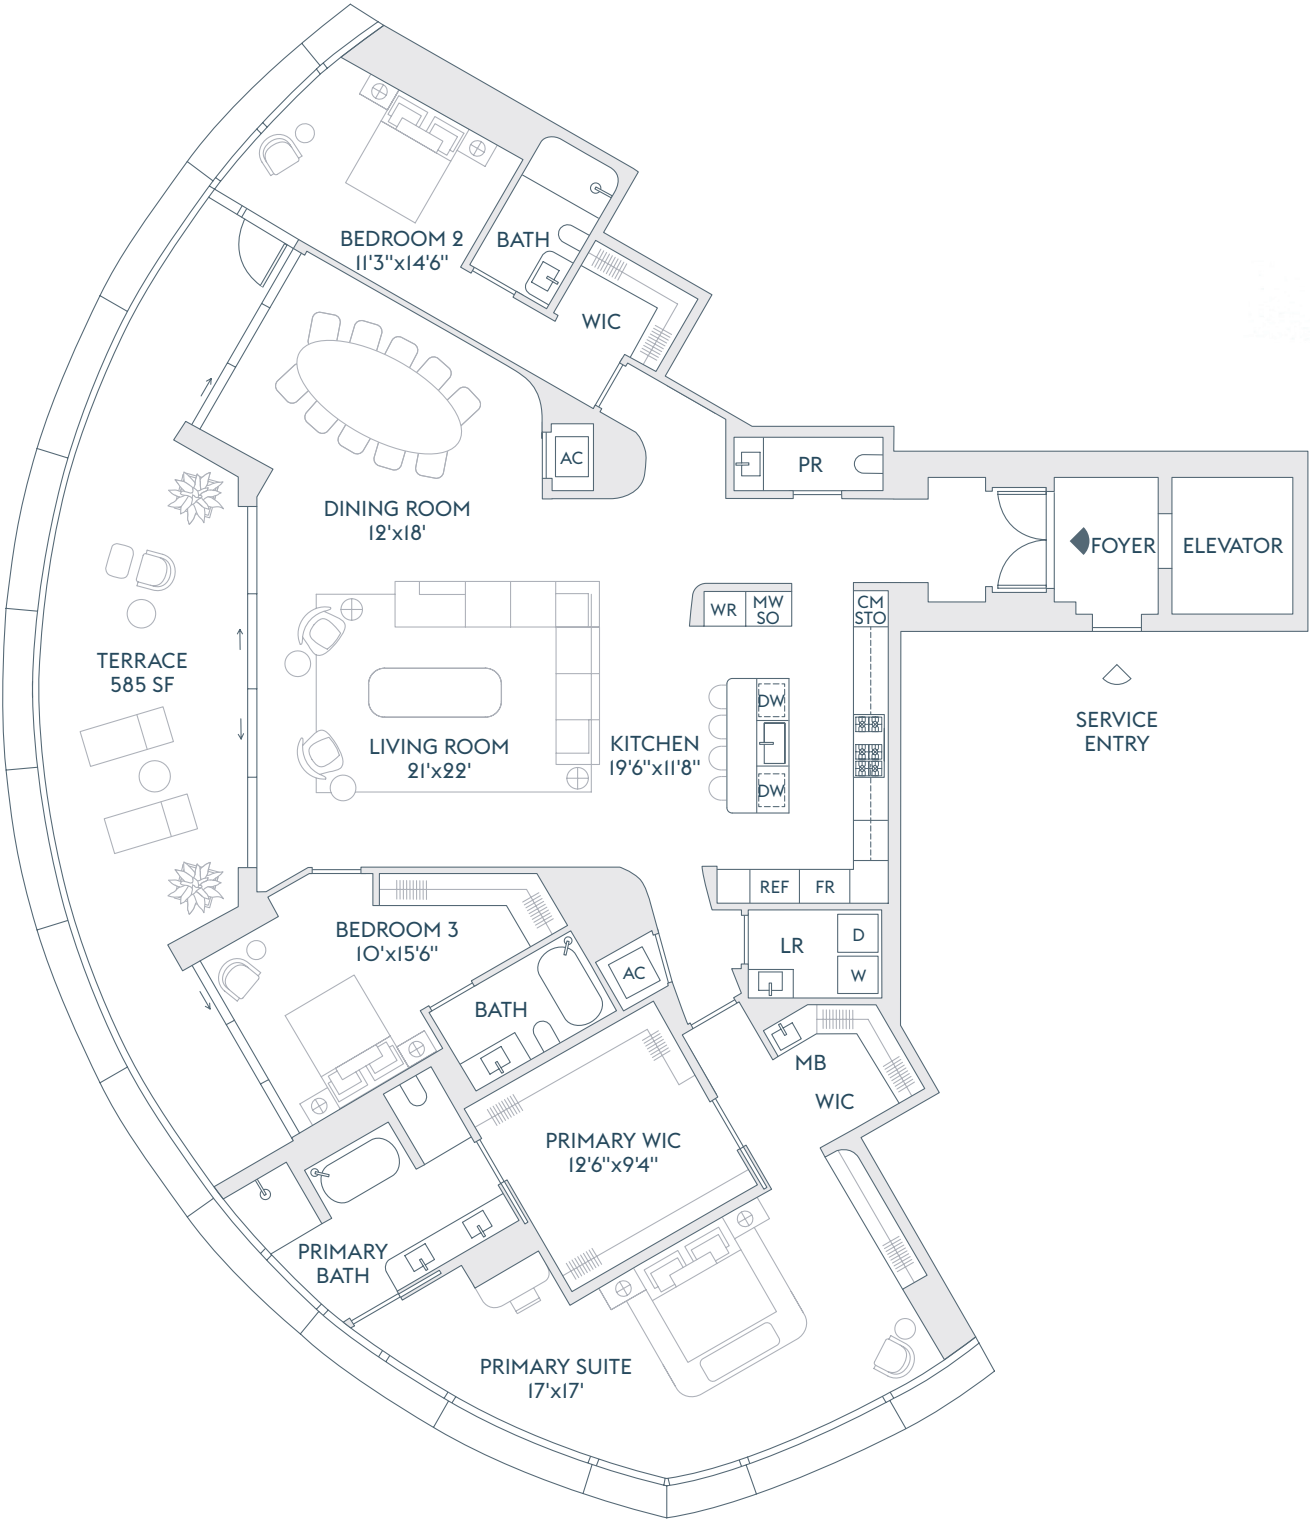 BEDROOM 2
11'3"x14'6"
BATH
WIC
AC
PR
DINING ROOM
12'x18'
FOYER
ELEVATOR
WR
MW
SO
CM
STO
TERRACE
585 SF
DW
LIVING ROOM
21'x22'
KITCHEN
19'6"x11'8"
DW
SERVICE
ENTRY
REF
FR
BEDROOM 3
10'x15'6"
LR
D
W
AC
BATH
MB
WIC
PRIMARY WIC
12'6"x9'4"
PRIMARY
BATH
PRIMARY SUITE
17'x17'